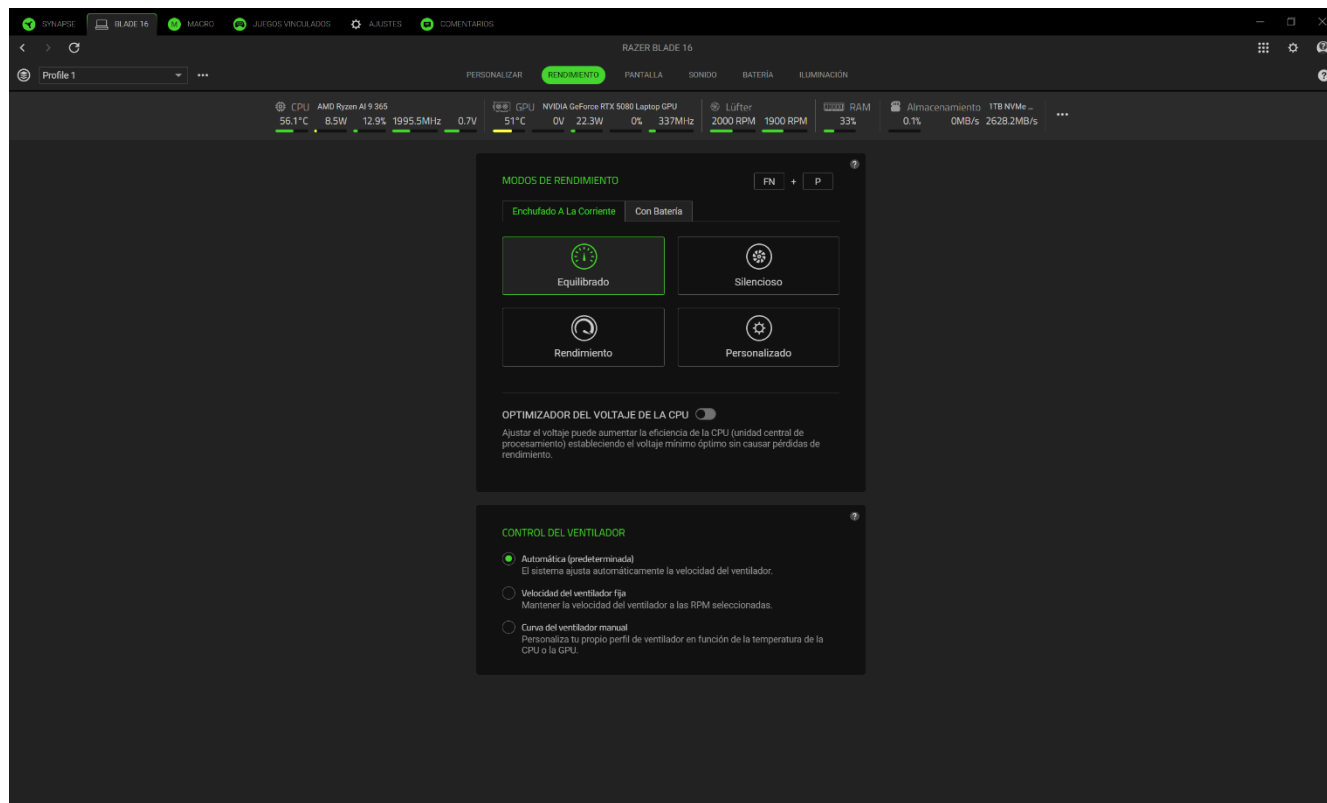 SYNAPSE BLADE 16 MACRO JUEGOS VINCULADOS AJUSTES COMENTARIOS
RAZER BLADE 16
Profile 1 PERSONALIZAR RENDIMIENTO PANTALLA SONIDO BATERÍA ILUMINACIÓN
CPU AMD Ryzen AI 9 365 GPU NVIDIA GeForce RTX 5080 Laptop GPU Lüfter RAM Almacenamiento 1TB NVMe ...
56.1°C 8.5W 12.9% 1995.5MHz 0.7V 51°C 0V 22.3W 0% 337MHz 2000 RPM 1900 RPM 33% 0.1% 0MB/s 2628.2MB/s
MODOS DE RENDIMIENTO FN + P
Enchufado A La Corriente Con Batería
Equilibrado Silencioso
Rendimiento Personalizado
OPTIMIZADOR DEL VOLTAJE DE LA CPU
Ajustar el voltaje puede aumentar la eficiencia de la CPU (unidad central de
procesamiento) estableciendo el voltaje mínimo óptimo sin causar pérdidas de
rendimiento.
CONTROL DEL VENTILADOR
Automática (predeterminada)
El sistema ajusta automáticamente la velocidad del ventilador.
Velocidad del ventilador fija
Mantener la velocidad del ventilador a las RPM seleccionadas.
Curva del ventilador manual
Personaliza tu propio perfil de ventilador en función de la temperatura de la
CPU o la GPU.